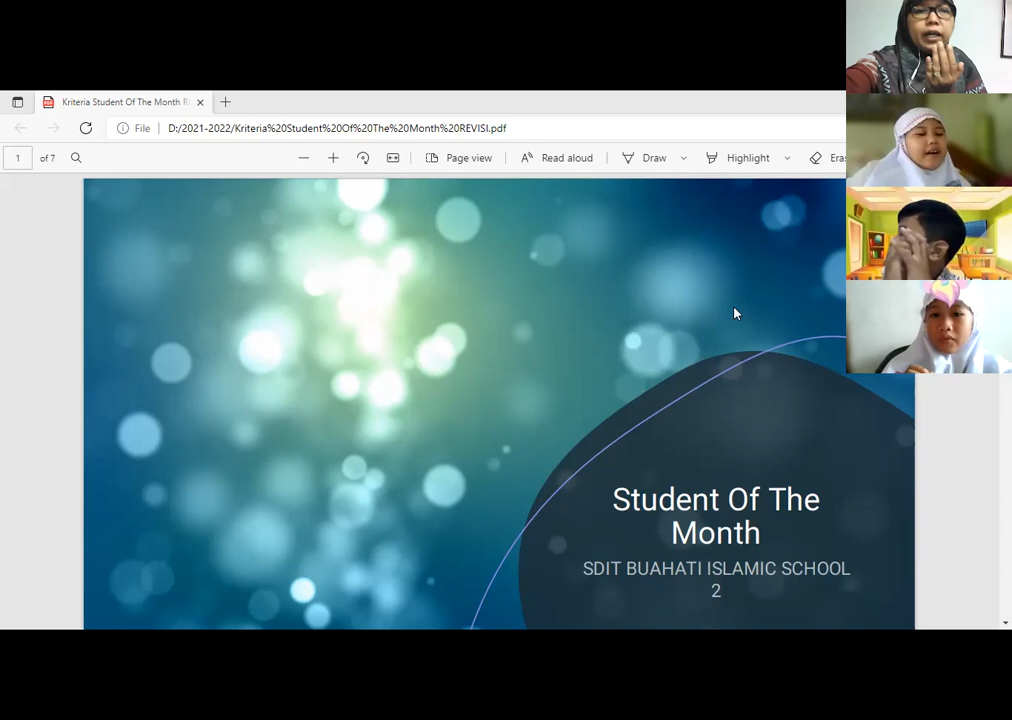 Kriteria Student Of The Month R
File D:/2021-2022/Kriteria%20Student%20Of%20The%20Month%20REVISI.pdf
1 of 7 Page view Read aloud Draw Highlight Eras
Student Of The
Month
SDIT BUAHATI ISLAMIC SCHOOL
2